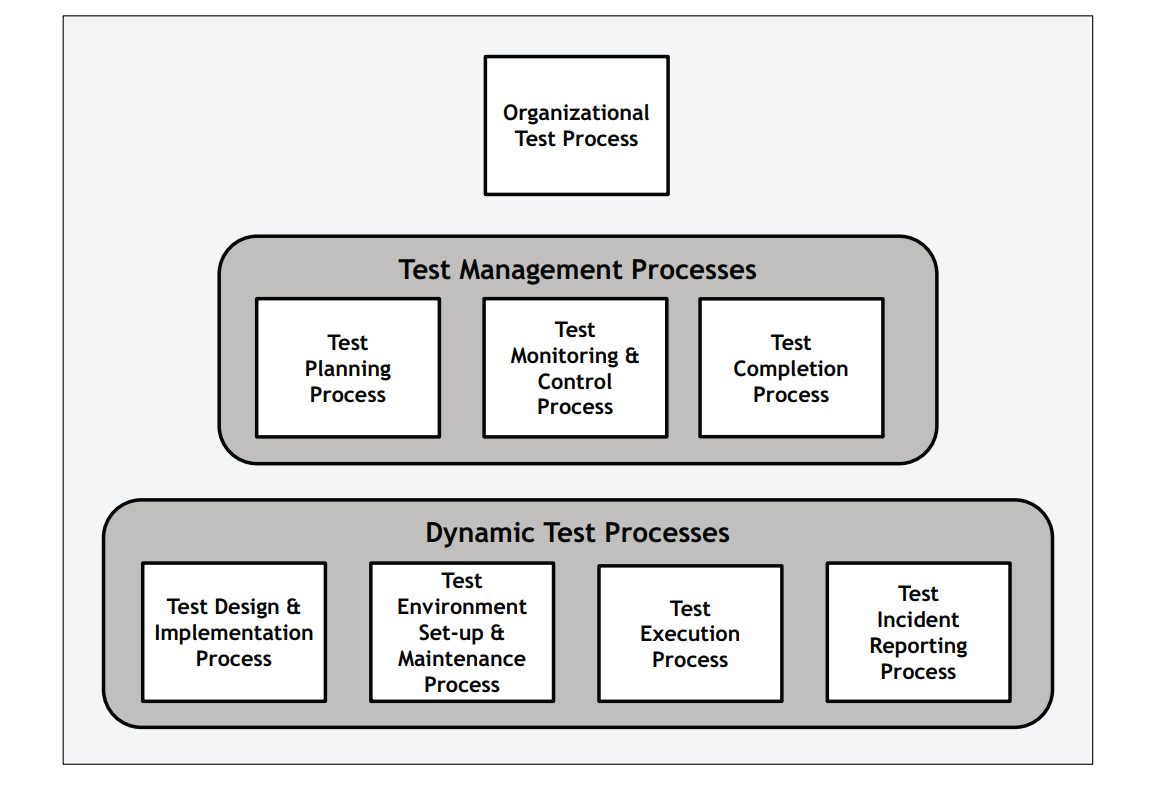 Organizational
Test Process
Test Management Processes
Test
Planning
Process
Test
Monitoring &
Control
Process
Test
Completion
Process
Dynamic Test Processes
Test Design &
Implementation
Process
Test
Environment
Set-up &
Maintenance
Process
Test
Execution
Process
Test
Incident
Reporting
Process